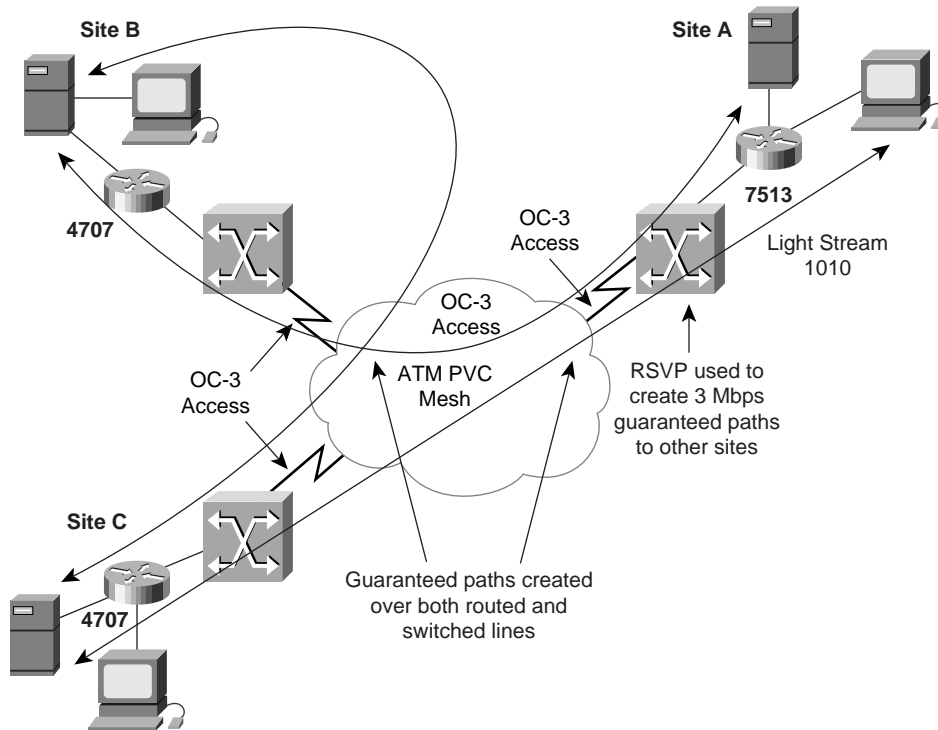 Site B
Site A
4707
7513
OC-3
Access
Light Stream
1010
OC-3
Access
OC-3
Access
ATM PVC
Mesh
RSVP used to
create 3 Mbps
guaranteed paths
to other sites
Site C
4707
Guaranteed paths created
over both routed and
switched lines